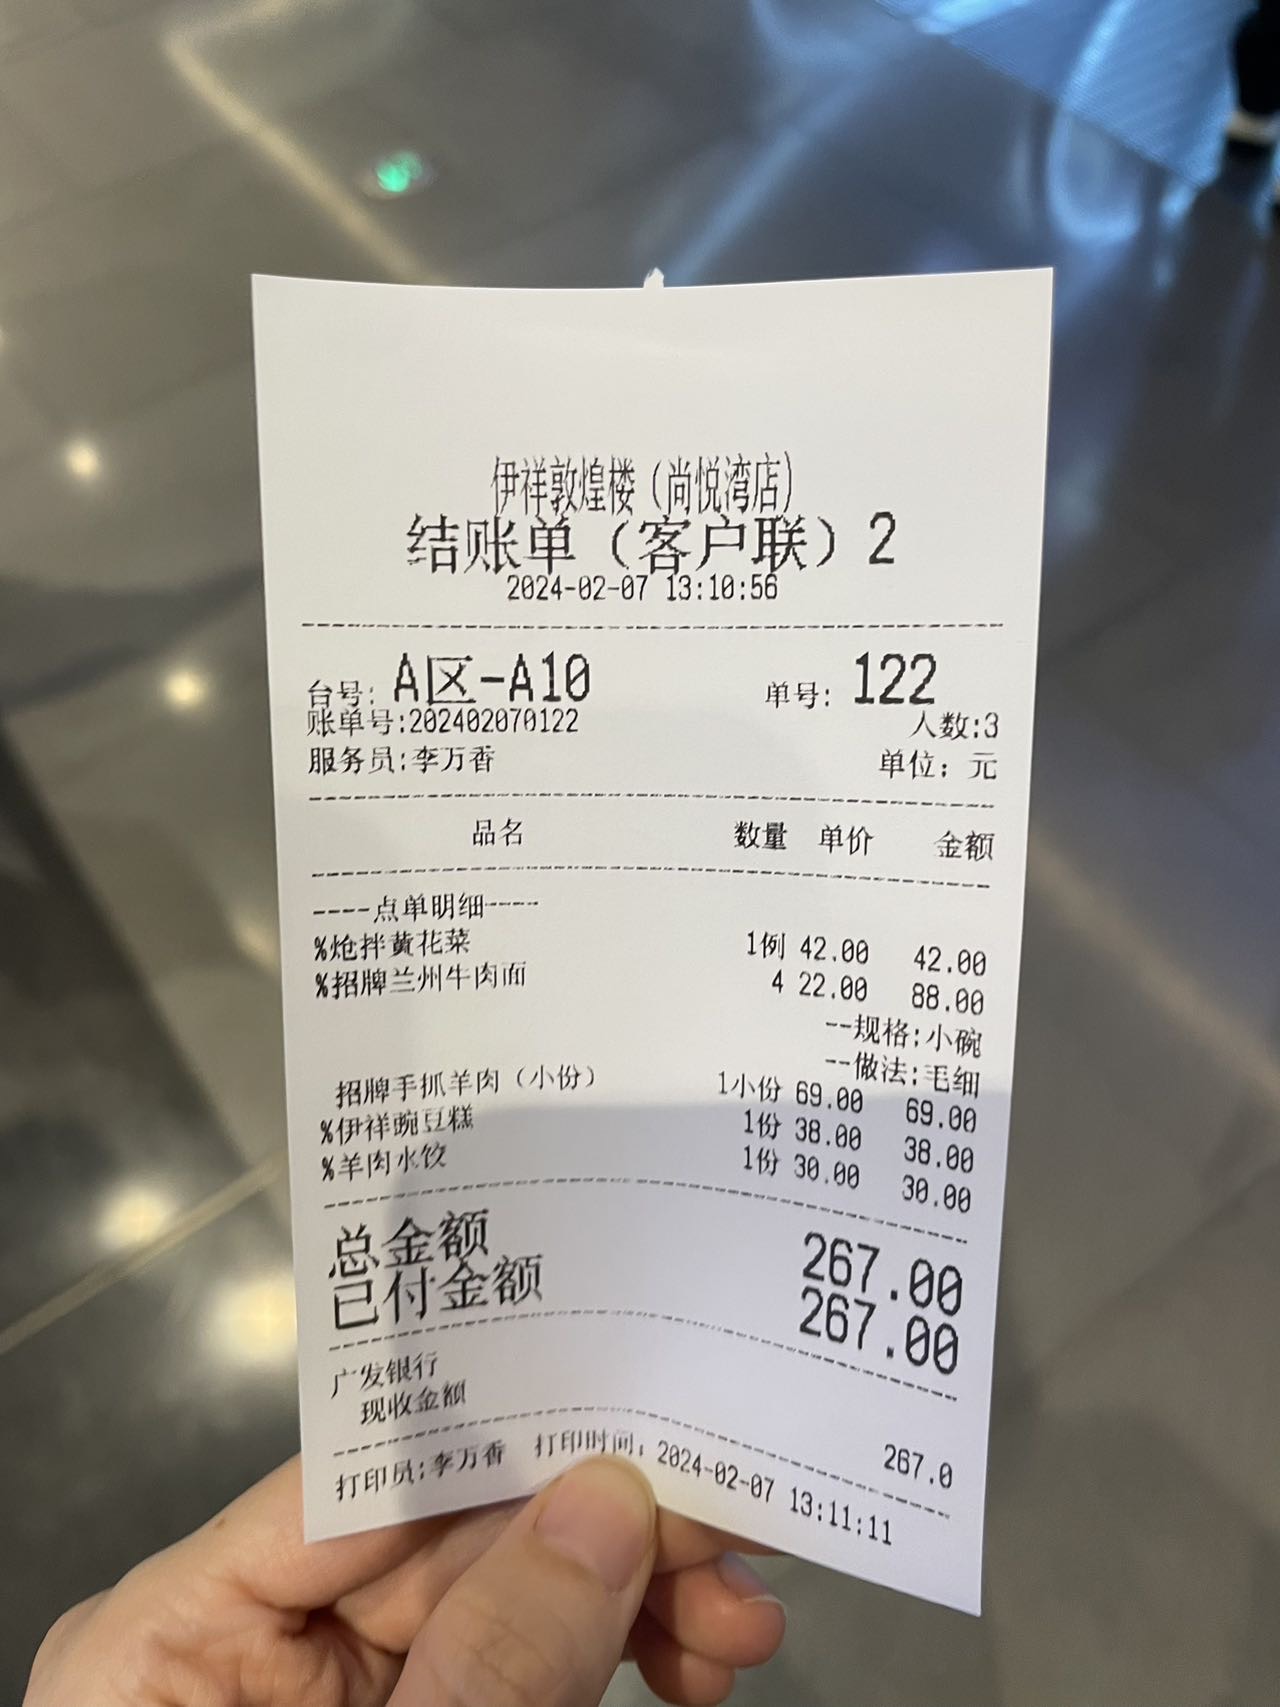 伊祥敦煌楼（尚悦湾店）
结账单（客户联）2
2024-02-07 13:10:56
台号: A区-A10 单号: 122
账单号:202402070122 人数:3
服务员:李万香 单位: 元
品名 数量 单价 金额
----点单明细----
%炝拌黄花菜 1例 42.00 42.00
%招牌兰州牛肉面 4 22.00 88.00
--规格:小碗
--做法:毛细
招牌手抓羊肉（小份） 1小份 69.00 69.00
%伊祥豌豆糕 1份 38.00 38.00
%羊肉水饺 1份 30.00 30.00
总金额 267.00
已付金额 267.00
广发银行
现收金额 267.0
打印员:李万香 打印时间: 2024-02-07 13:11:11